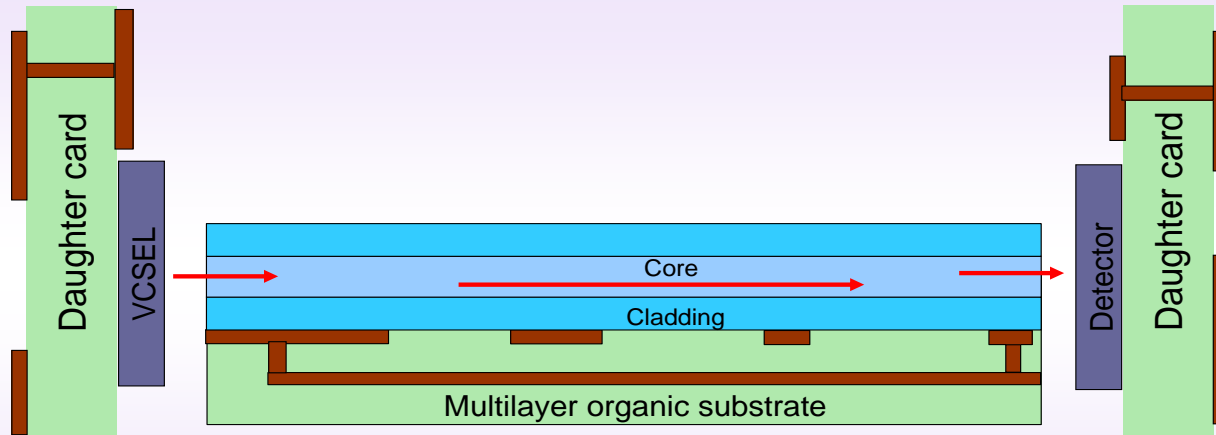 Daughter card
VCSEL
Core
Cladding
Multilayer organic substrate
Detector
Daughter card